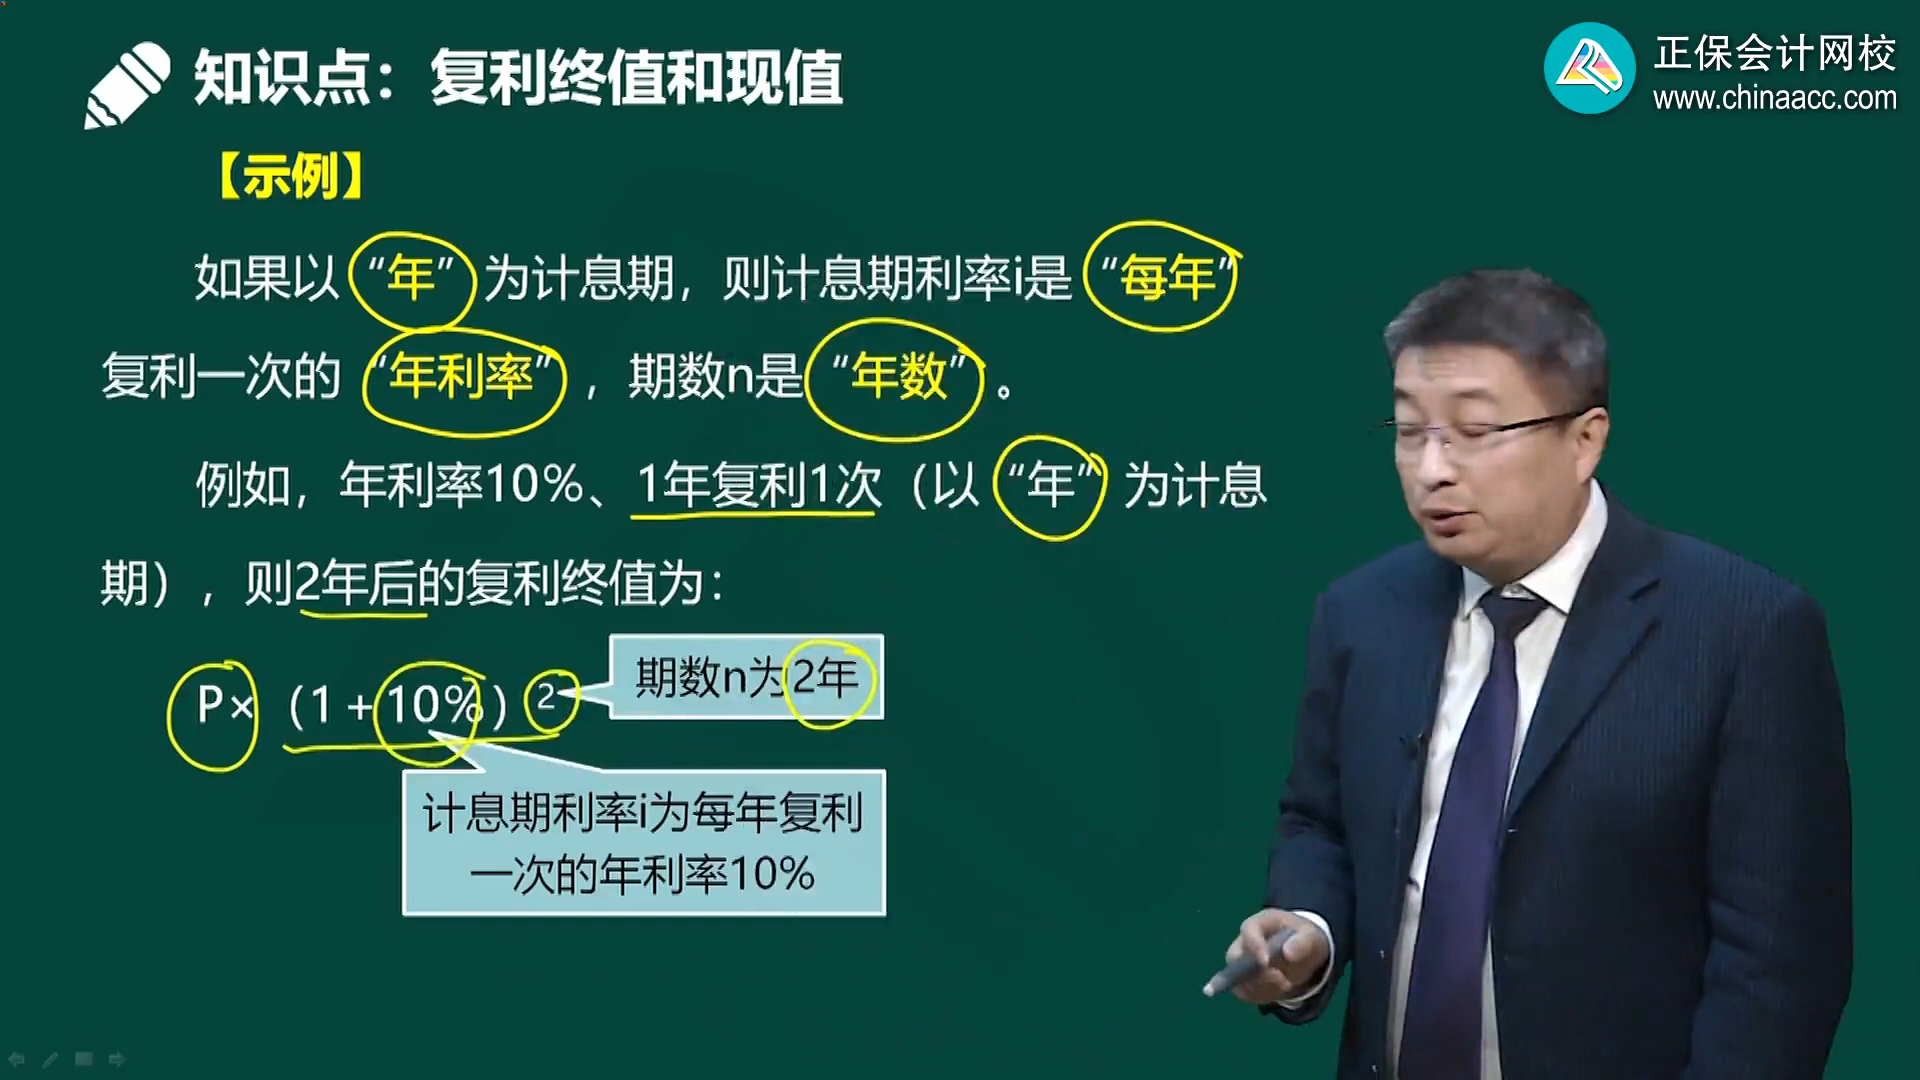 知识点：复利终值和现值
正保会计网校
www.chinaacc.com
【示例】
如果以“年”为计息期，则计息期利率i是“每年”
复利一次的“年利率”，期数n是“年数”。
例如，年利率10%、1年复利1次（以“年”为计息
期），则2年后的复利终值为：
P×（1＋10%）2
期数n为2年
计息期利率i为每年复利
一次的年利率10%